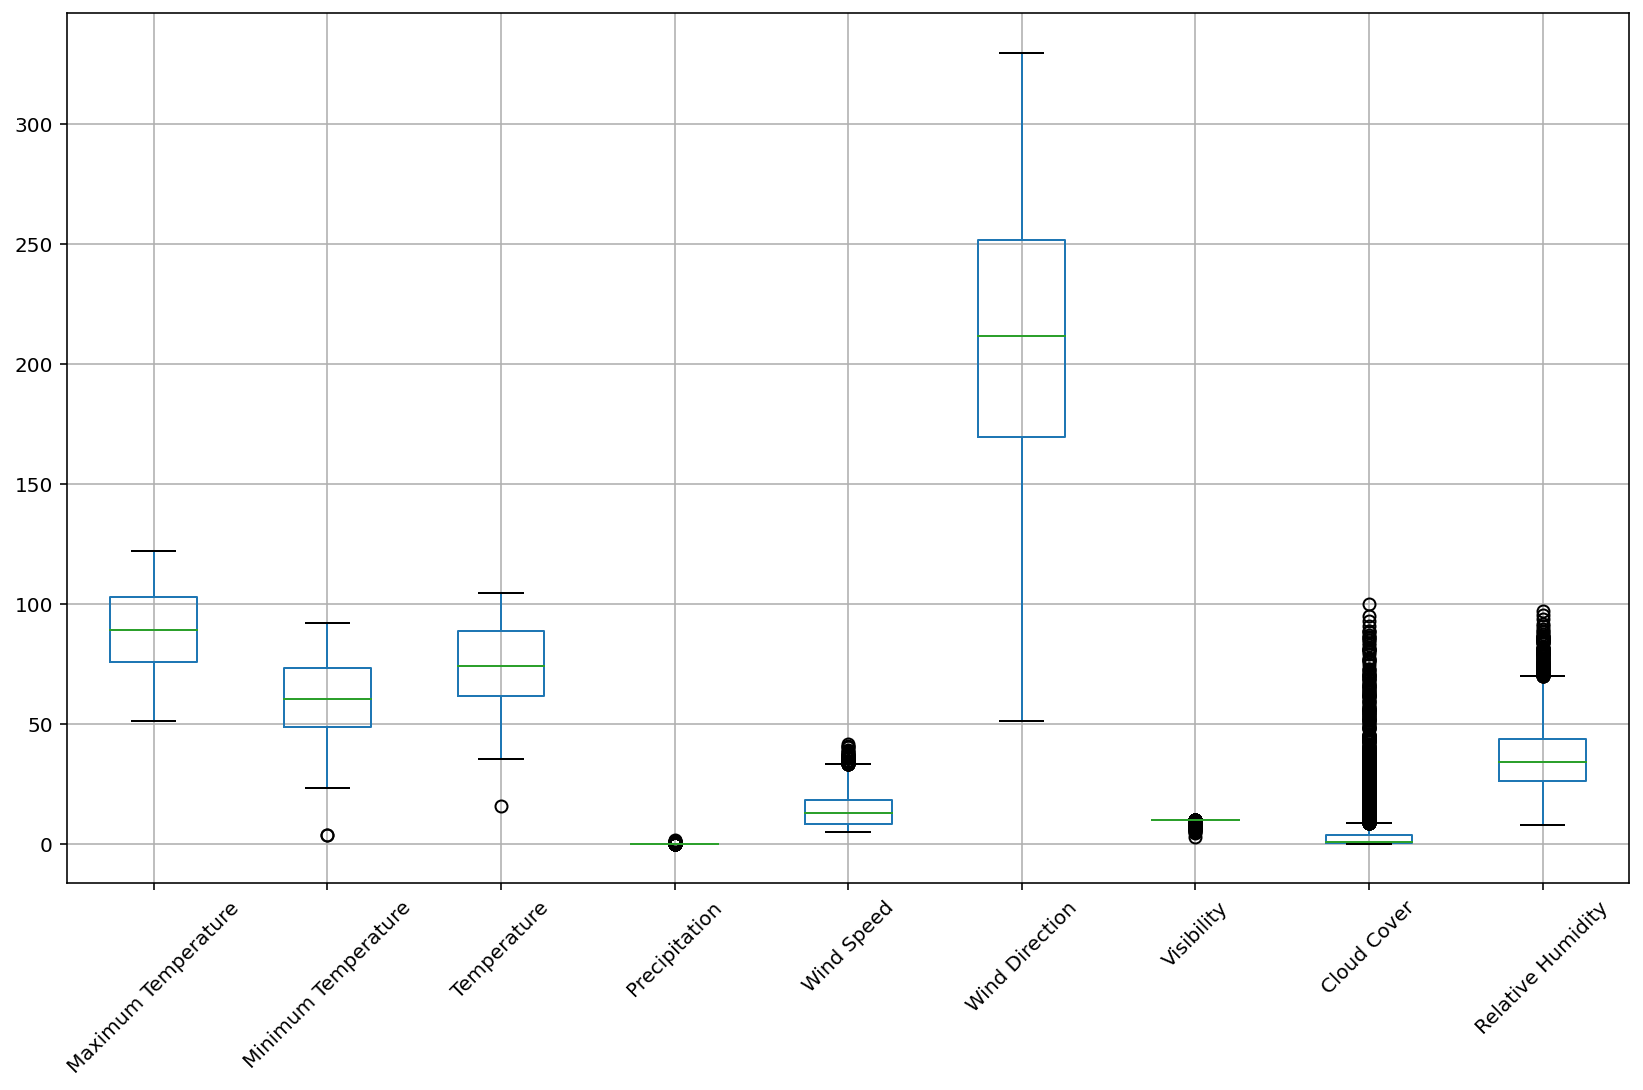 300
250
200
150
100
50
0
Maximum Temperature
Minimum Temperature
Temperature
Precipitation
Wind Speed
Wind Direction
Visibility
Cloud Cover
Relative Humidity